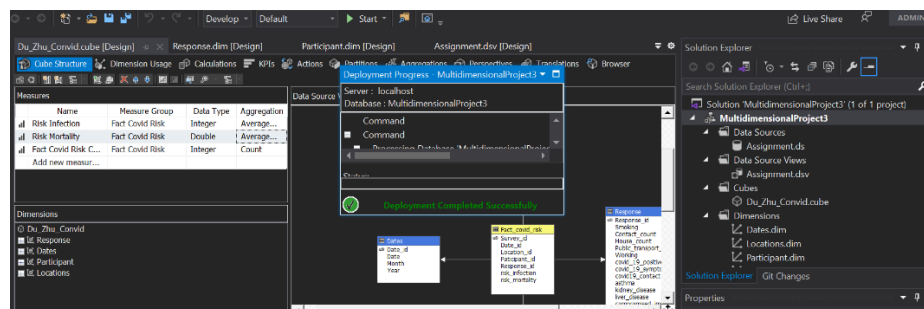 Develop
Default
Start
Live Share
ADMIN
Du_Zhu_Convid.cube [Design]
Response.dim [Design]
Participant.dim [Design]
Assignment.dsv [Design]
Solution Explorer
Cube Structure
Dimension Usage
Calculations
KPIs
Actions
Partitions
Aggregations
Perspectives
Translations
Browser
Measures
Name Measure Group Data Type Aggregation
Risk Infection Fact Covid Risk Integer Average...
Risk Mortality Fact Covid Risk Double Average...
Fact Covid Risk C... Fact Covid Risk Integer Count
Add new measur...
Dimensions
Du_Zhu_Convid
Response
Dates
Participant
Locations
Data Source
Deployment Progress - MultidimensionalProject3
Server : localhost
Database : MultidimensionalProject3
Command
Command
Processing Database 'MultidimensionalProjec
Status:
Deployment Completed Successfully
Dates
Date_id
Date
Month
Year
Fact_covid_risk
Survey_id
Date_id
Location_id
Response_id
risk_infection
risk_mortality
Response
Response_id
Smoking
Contact_count
House_count
Public_transport_
Working
covid_19_positiv
covid_19_sympt
covid19_contact
asthma
kidney_disease
liver_disease
Search Solution Explorer (Ctrl+;)
Solution 'MultidimensionalProject3' (1 of 1 project)
MultidimensionalProject3
Data Sources
Assignment.ds
Data Source Views
Assignment.dsv
Cubes
Du_Zhu_Convid.cube
Dimensions
Dates.dim
Locations.dim
Participant.dim
Solution Explorer
Git Changes
Properties